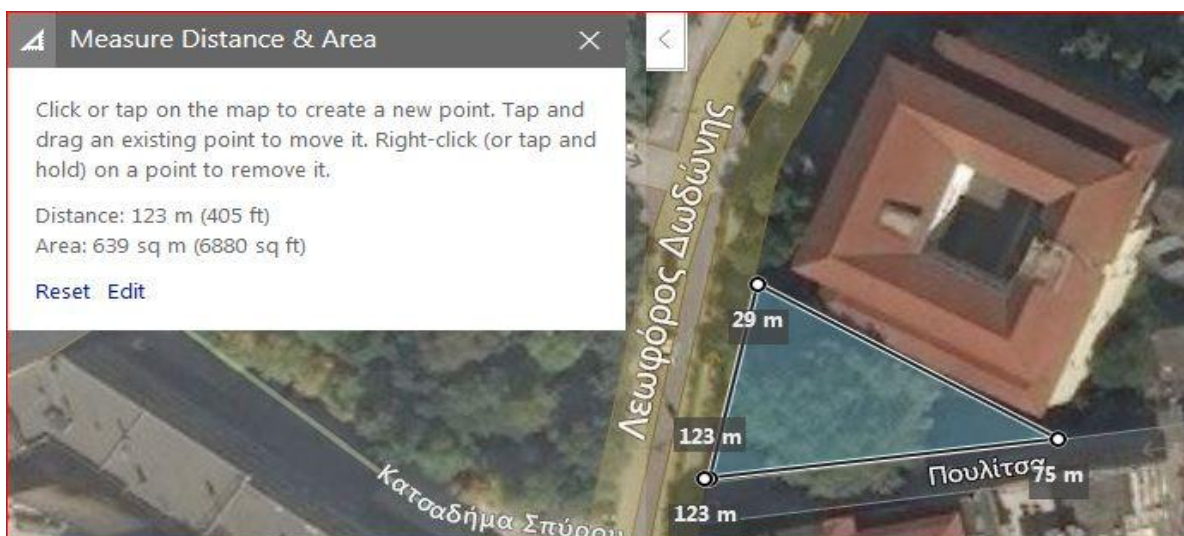 Measure Distance & Area
Click or tap on the map to create a new point. Tap and
drag an existing point to move it. Right-click (or tap and
hold) on a point to remove it.
Distance: 123 m (405 ft)
Area: 639 sq m (6880 sq ft)
Reset Edit
Λεωφόρος Δωδώνης
29 m
123 m
Πουλίτσα
75 m
123 m
Κατσαδήμα Σπύρου